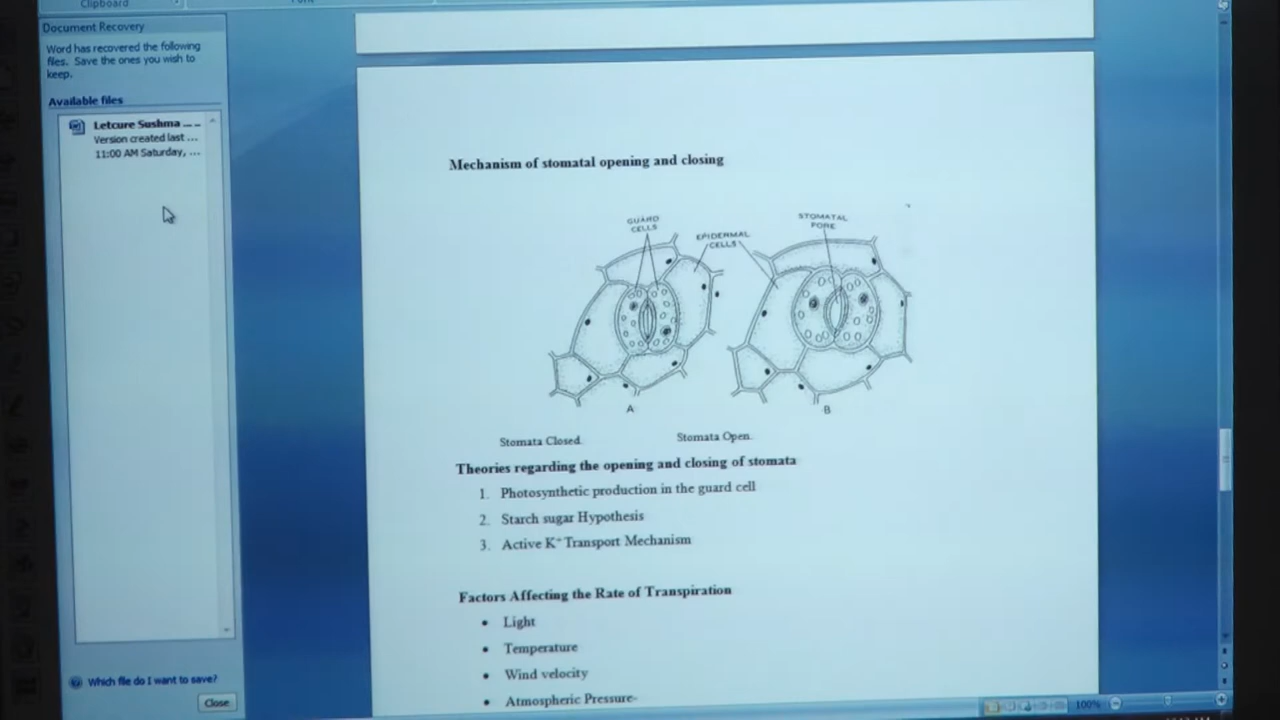 Clipboard
Document Recovery
Word has recovered the following
files. Save the ones you wish to
keep.
Available files
Letcure Sushma ...
Version created last ...
11:00 AM Saturday, ...
Which file do I want to save?
Close
Mechanism of stomatal opening and closing
GUARD
CELLS
EPIDERMAL
CELLS
STOMATAL
PORE
A
B
Stomata Closed.
Stomata Open.
Theories regarding the opening and closing of stomata
1. Photosynthetic production in the guard cell
2. Starch sugar Hypothesis
3. Active K+ Transport Mechanism
Factors Affecting the Rate of Transpiration
• Light
• Temperature
• Wind velocity
• Atmospheric Pressure-
100%